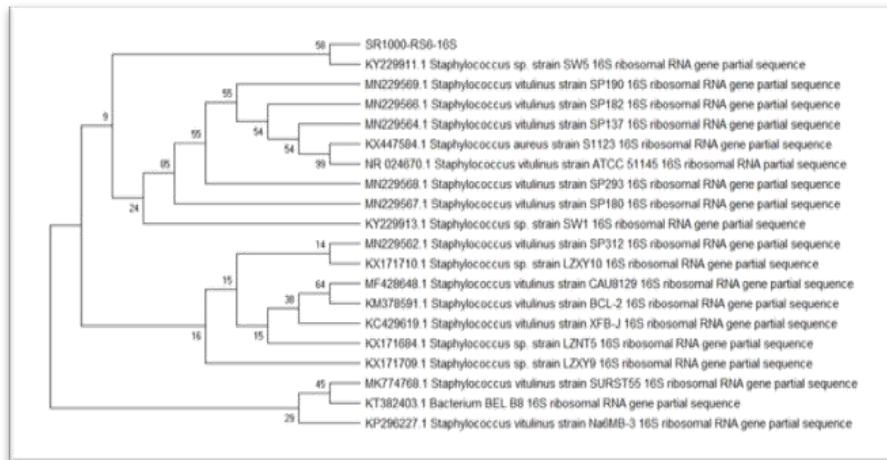 SR1000-RS6-16S
KY229911.1 Staphylococcus sp. strain SW5 16S ribosomal RNA gene partial sequence
MN229569.1 Staphylococcus vitulinus strain SP190 16S ribosomal RNA gene partial sequence
MN229566.1 Staphylococcus vitulinus strain SP182 16S ribosomal RNA gene partial sequence
MN229564.1 Staphylococcus vitulinus strain SP137 16S ribosomal RNA gene partial sequence
KX447584.1 Staphylococcus aureus strain S1123 16S ribosomal RNA gene partial sequence
NR 024670.1 Staphylococcus vitulinus strain ATCC 51145 16S ribosomal RNA partial sequence
MN229568.1 Staphylococcus vitulinus strain SP293 16S ribosomal RNA gene partial sequence
MN229567.1 Staphylococcus vitulinus strain SP180 16S ribosomal RNA gene partial sequence
KY229913.1 Staphylococcus sp. strain SW1 16S ribosomal RNA gene partial sequence
MN229562.1 Staphylococcus vitulinus strain SP312 16S ribosomal RNA gene partial sequence
KX171710.1 Staphylococcus sp. strain LZXY10 16S ribosomal RNA gene partial sequence
MF428648.1 Staphylococcus vitulinus strain CAU8129 16S ribosomal RNA gene partial sequence
KM378591.1 Staphylococcus vitulinus strain BCL-2 16S ribosomal RNA gene partial sequence
KC429619.1 Staphylococcus vitulinus strain XFB-J 16S ribosomal RNA gene partial sequence
KX171684.1 Staphylococcus sp. strain LZNT5 16S ribosomal RNA gene partial sequence
KX171709.1 Staphylococcus sp. strain LZXY9 16S ribosomal RNA gene partial sequence
MK774768.1 Staphylococcus vitulinus strain SURST55 16S ribosomal RNA gene partial sequence
KT382403.1 Bacterium BEL B8 16S ribosomal RNA gene partial sequence
KP296227.1 Staphylococcus vitulinus strain Na6MB-3 16S ribosomal RNA gene partial sequence
58
55
54
54
99
55
85
24
9
14
15
64
38
15
16
45
29